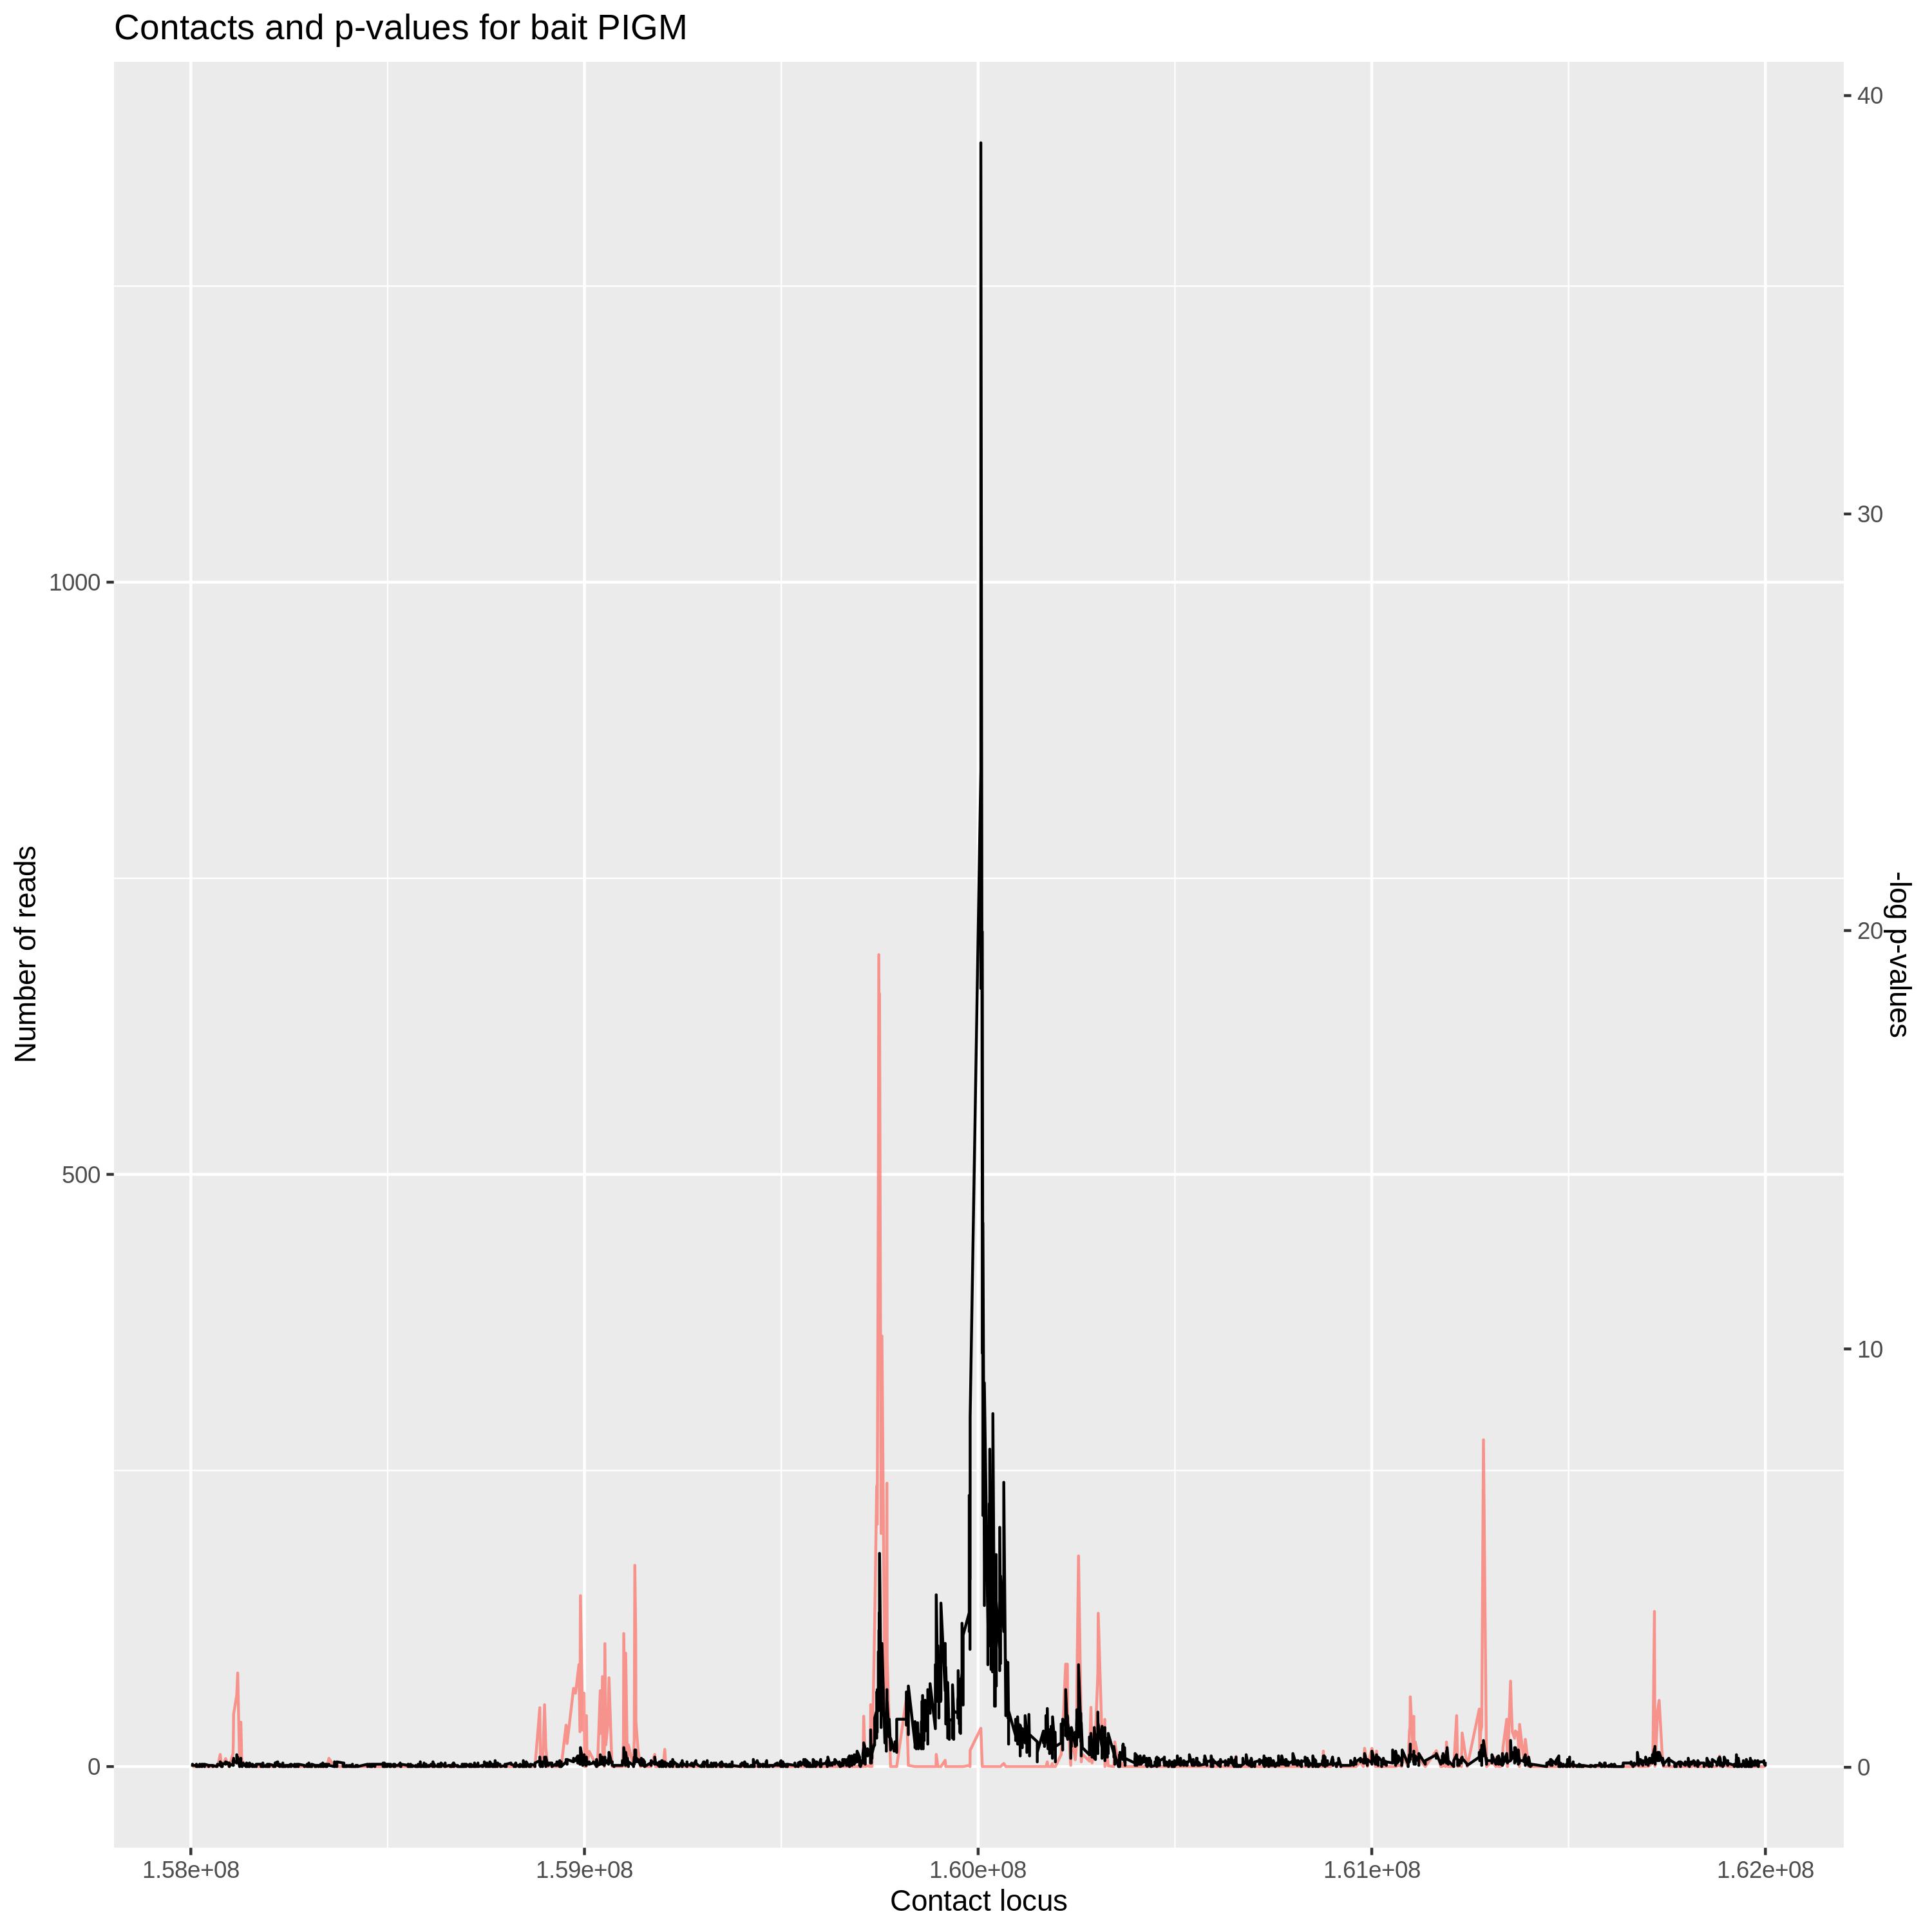 Contacts and p-values for bait PIGM
40
30
1000
Number of reads
-log p-values
20
500
10
0
0
1.58e+08
1.59e+08
1.60e+08
1.61e+08
1.62e+08
Contact locus